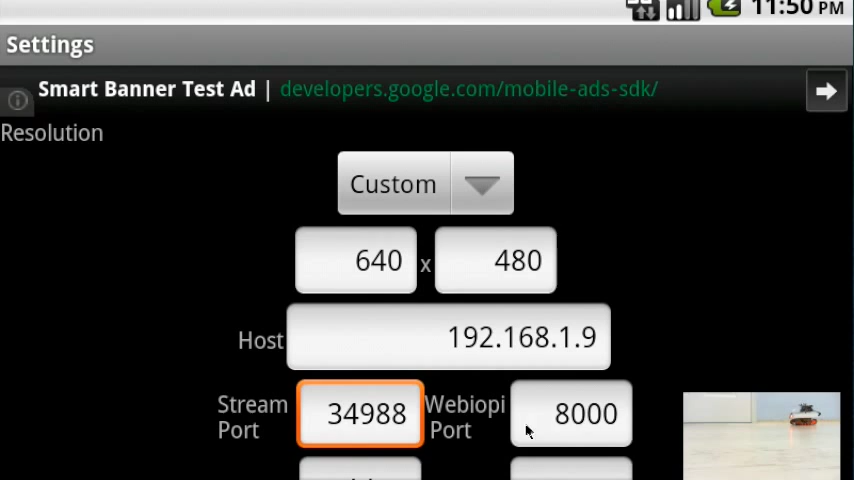 11:50 PM
Settings
Smart Banner Test Ad | developers.google.com/mobile-ads-sdk/
Resolution
Custom
640 x 480
Host 192.168.1.9
Stream Port 34988 Webiopi Port 8000